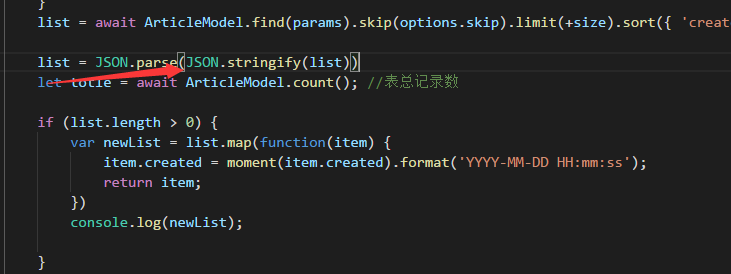 }
list = await ArticleModel.find(params).skip(options.skip).limit(+size).sort({ 'creat
list = JSON.parse(JSON.stringify(list))
let totle = await ArticleModel.count(); //表总记录数
if (list.length > 0) {
var newList = list.map(function(item) {
item.created = moment(item.created).format('YYYY-MM-DD HH:mm:ss');
return item;
})
console.log(newList);
}